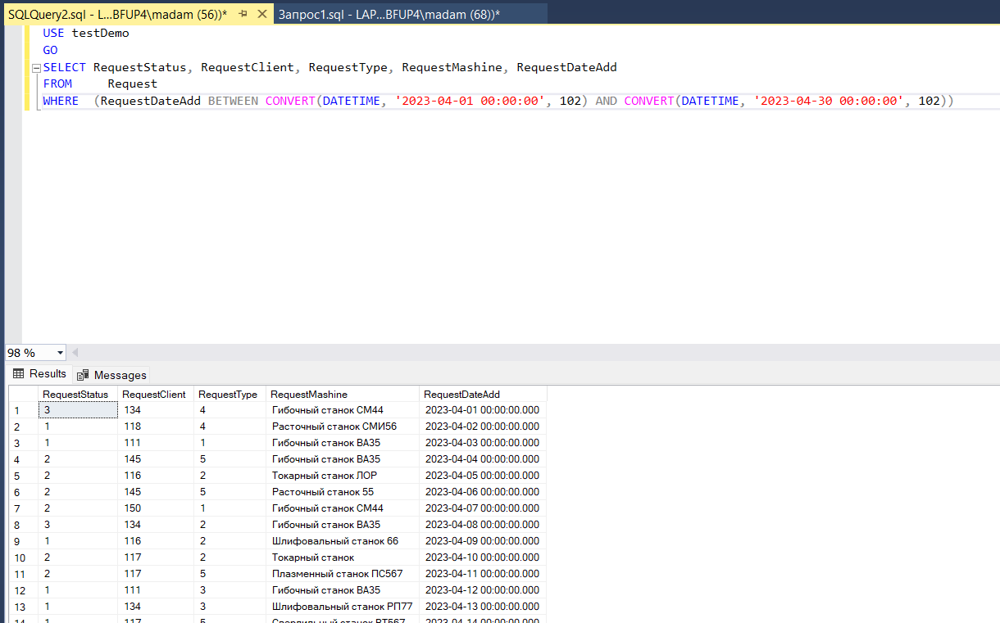 SQLQuery2.sql - L...BFUP4\madam (56))* Запрос1.sql - LAP...BFUP4\madam (68))*
USE testDemo
GO
SELECT RequestStatus, RequestClient, RequestType, RequestMashine, RequestDateAdd
FROM Request
WHERE (RequestDateAdd BETWEEN CONVERT(DATETIME, '2023-04-01 00:00:00', 102) AND CONVERT(DATETIME, '2023-04-30 00:00:00', 102))
98 %
Results Messages
RequestStatus RequestClient RequestType RequestMashine RequestDateAdd
1 3 134 4 Гибочный станок СМ44 2023-04-01 00:00:00.000
2 1 118 4 Расточный станок СМИ56 2023-04-02 00:00:00.000
3 1 111 1 Гибочный станок ВА35 2023-04-03 00:00:00.000
4 2 145 5 Гибочный станок ВА35 2023-04-04 00:00:00.000
5 2 116 2 Токарный станок ЛОР 2023-04-05 00:00:00.000
6 2 145 5 Расточный станок 55 2023-04-06 00:00:00.000
7 2 150 1 Гибочный станок СМ44 2023-04-07 00:00:00.000
8 3 134 2 Гибочный станок ВА35 2023-04-08 00:00:00.000
9 1 116 2 Шлифовальный станок 66 2023-04-09 00:00:00.000
10 2 117 2 Токарный станок 2023-04-10 00:00:00.000
11 2 117 5 Плазменный станок ПС567 2023-04-11 00:00:00.000
12 1 111 3 Гибочный станок ВА35 2023-04-12 00:00:00.000
13 1 134 3 Шлифовальный станок РП77 2023-04-13 00:00:00.000
14 1 117 5 Сверлильный станок ВТ567 2023-04-14 00:00:00.000